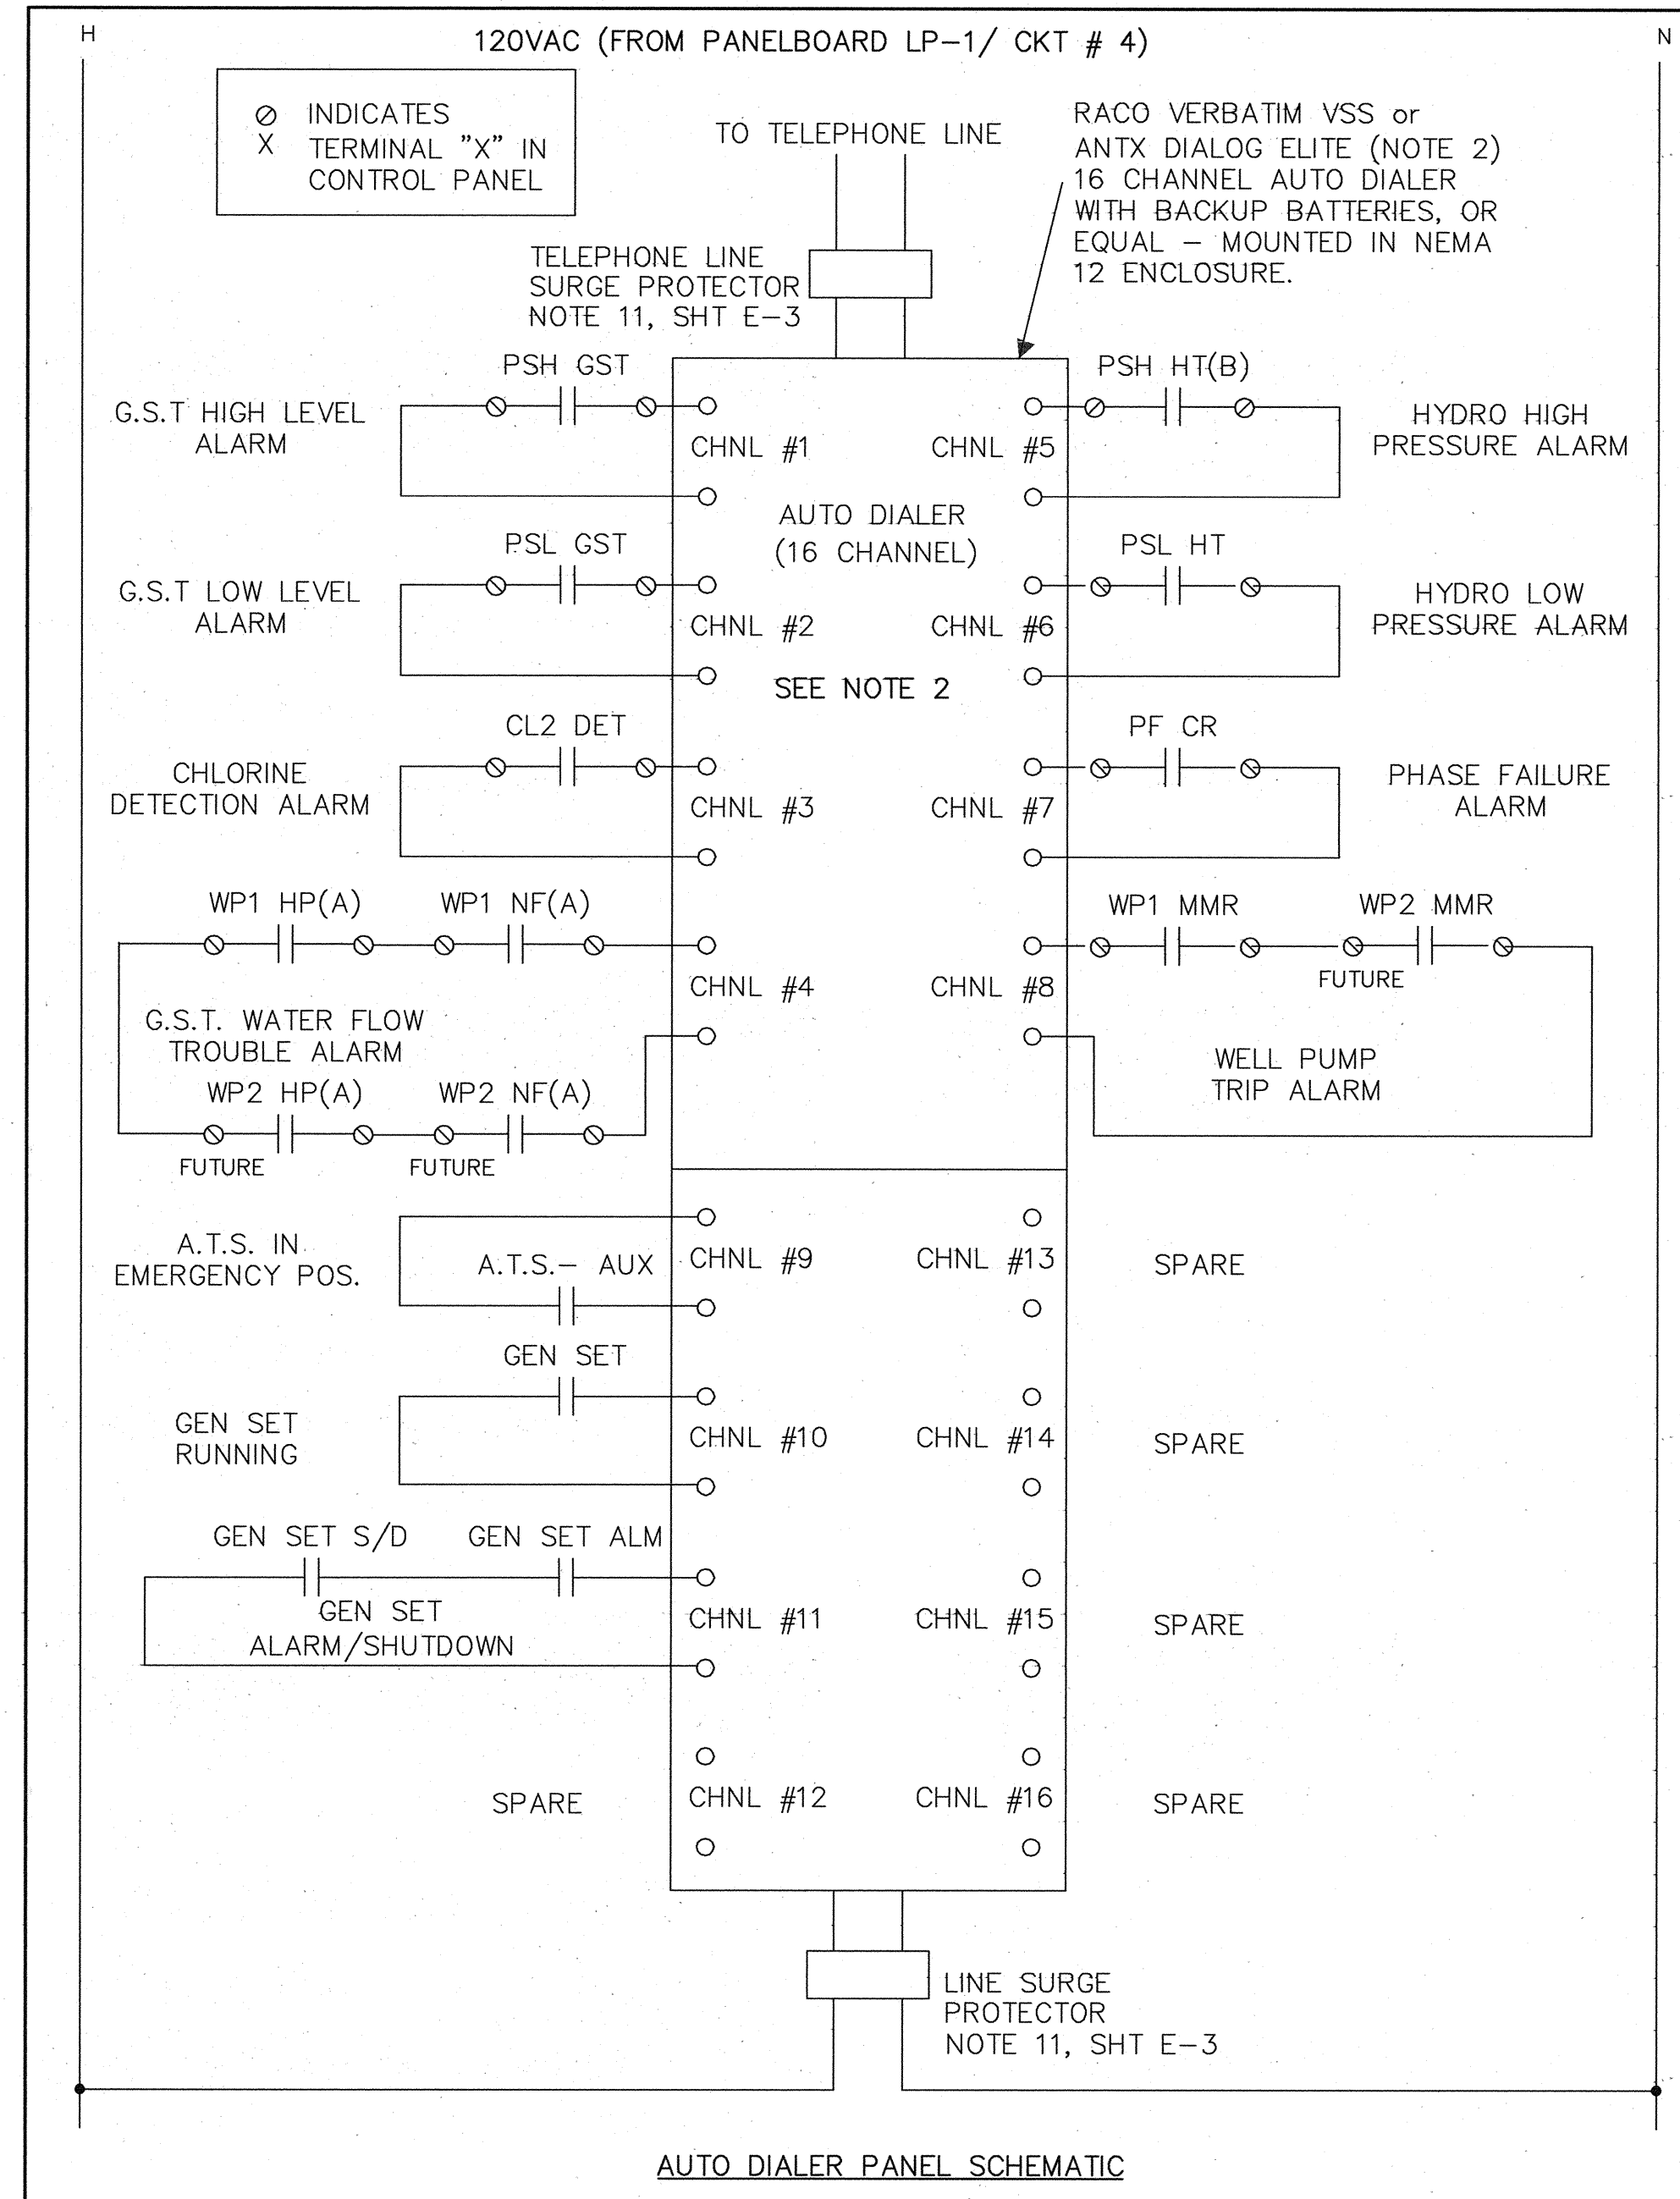 H
120VAC (FROM PANELBOARD LP-1/ CKT # 4)
N
INDICATES
X TERMINAL "X" IN
CONTROL PANEL
TO TELEPHONE LINE
RACO VERBATIM VSS or
ANTX DIALOG ELITE (NOTE 2)
16 CHANNEL AUTO DIALER
WITH BACKUP BATTERIES, OR
EQUAL – MOUNTED IN NEMA
12 ENCLOSURE.
TELEPHONE LINE
SURGE PROTECTOR
NOTE 11, SHT E-3
PSH GST
PSH HT(B)
G.S.T HIGH LEVEL
ALARM
CHNL #1
CHNL #5
HYDRO HIGH
PRESSURE ALARM
AUTO DIALER
(16 CHANNEL)
PSL GST
PSL HT
G.S.T LOW LEVEL
ALARM
CHNL #2
CHNL #6
HYDRO LOW
PRESSURE ALARM
SEE NOTE 2
CL2 DET
PF CR
CHLORINE
DETECTION ALARM
CHNL #3
CHNL #7
PHASE FAILURE
ALARM
WP1 HP(A)
WP1 NF(A)
WP1 MMR
WP2 MMR
FUTURE
CHNL #4
CHNL #8
G.S.T. WATER FLOW
TROUBLE ALARM
WELL PUMP
TRIP ALARM
WP2 HP(A)
WP2 NF(A)
FUTURE
FUTURE
A.T.S. IN
EMERGENCY POS.
A.T.S.- AUX
CHNL #9
CHNL #13
SPARE
GEN SET
GEN SET
RUNNING
CHNL #10
CHNL #14
SPARE
GEN SET S/D
GEN SET ALM
GEN SET
ALARM/SHUTDOWN
CHNL #11
CHNL #15
SPARE
SPARE
CHNL #12
CHNL #16
SPARE
LINE SURGE
PROTECTOR
NOTE 11, SHT E-3
AUTO DIALER PANEL SCHEMATIC